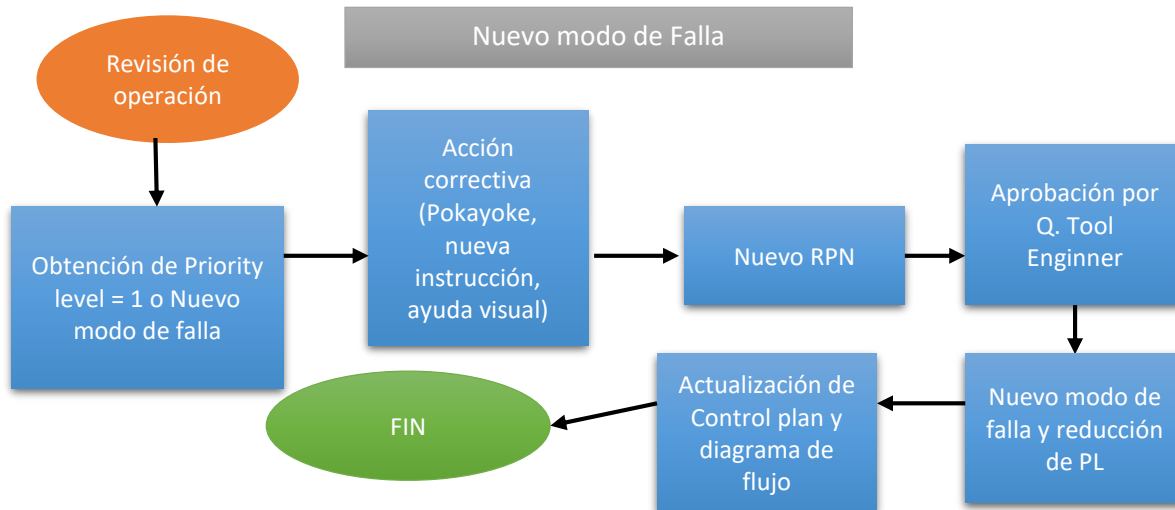 Nuevo modo de Falla
Revisión de
operación
Obtención de Priority
level = 1 o Nuevo
modo de falla
Acción
correctiva
(Pokayoke,
nueva
instrucción,
ayuda visual)
Nuevo RPN
Aprobación por
Q. Tool
Enginner
Nuevo modo de
falla y reducción
de PL
Actualización de
Control plan y
diagrama de
flujo
FIN